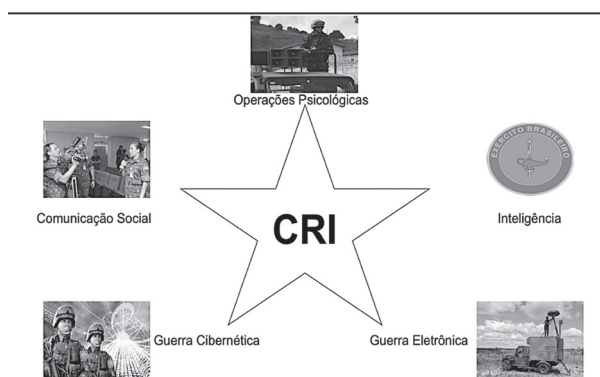 Operações Psicológicas
EXÉRCITO BRASILEIRO
Comunicação Social
CRI
Inteligência
Guerra Cibernética
Guerra Eletrônica